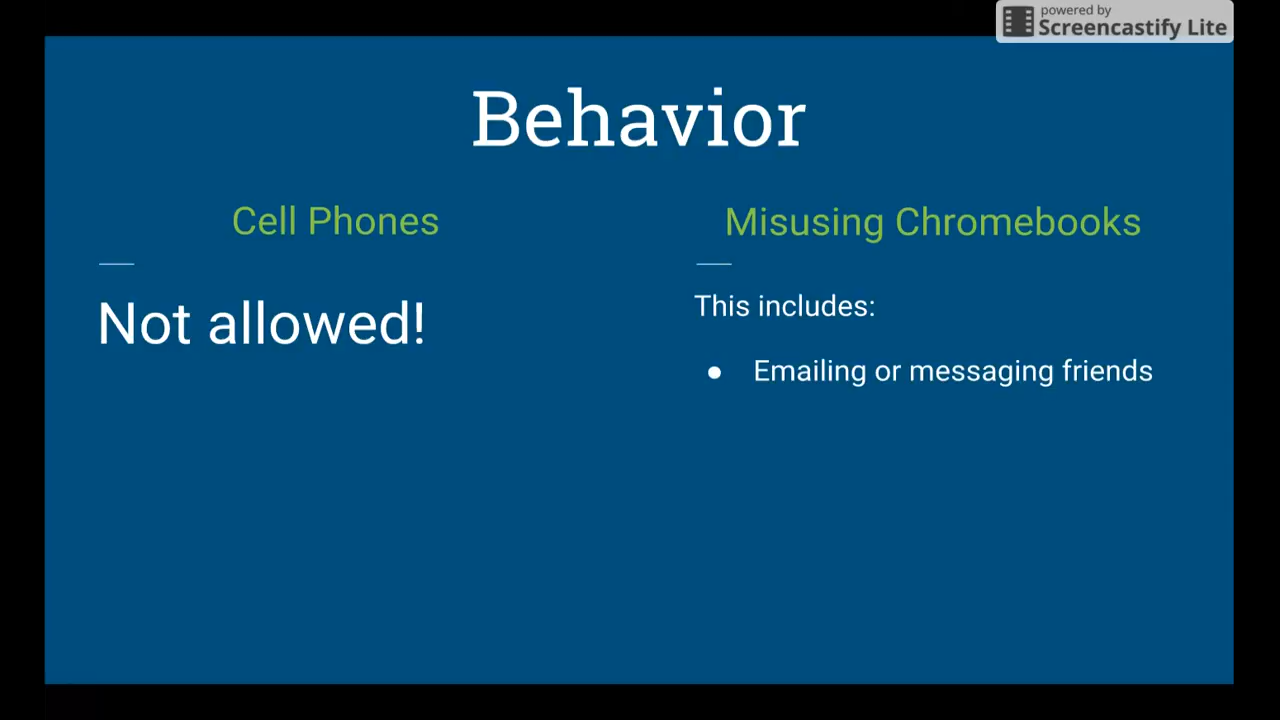 powered by
Screencastify Lite
Behavior
Cell Phones
Misusing Chromebooks
Not allowed!
This includes:
● Emailing or messaging friends